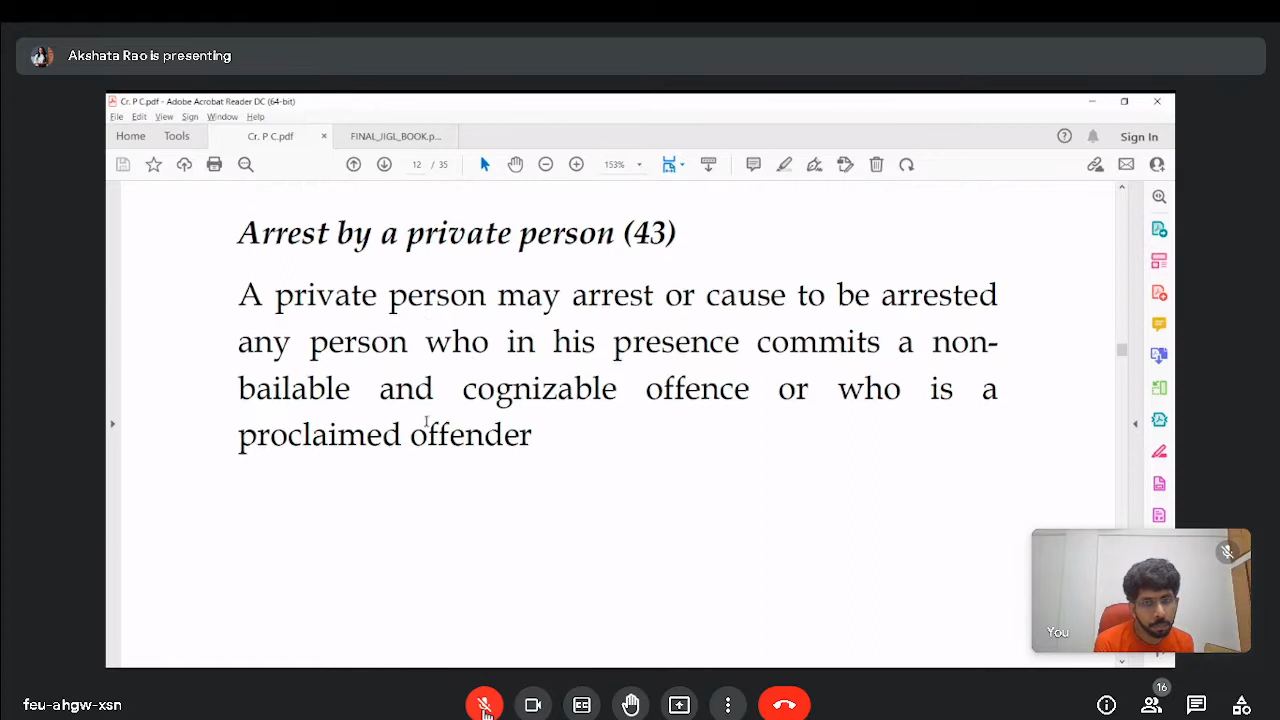 Akshata Rao is presenting
Cr. P C.pdf - Adobe Acrobat Reader DC (64-bit)
File Edit View Sign Window Help
Home Tools Cr. P C.pdf × FINAL_JIGL_BOOK.p... Sign In
12 / 35 153%
Arrest by a private person (43)
A private person may arrest or cause to be arrested
any person who in his presence commits a non-
bailable and cognizable offence or who is a
proclaimed offender
You
feu-ahgw-xsn
16